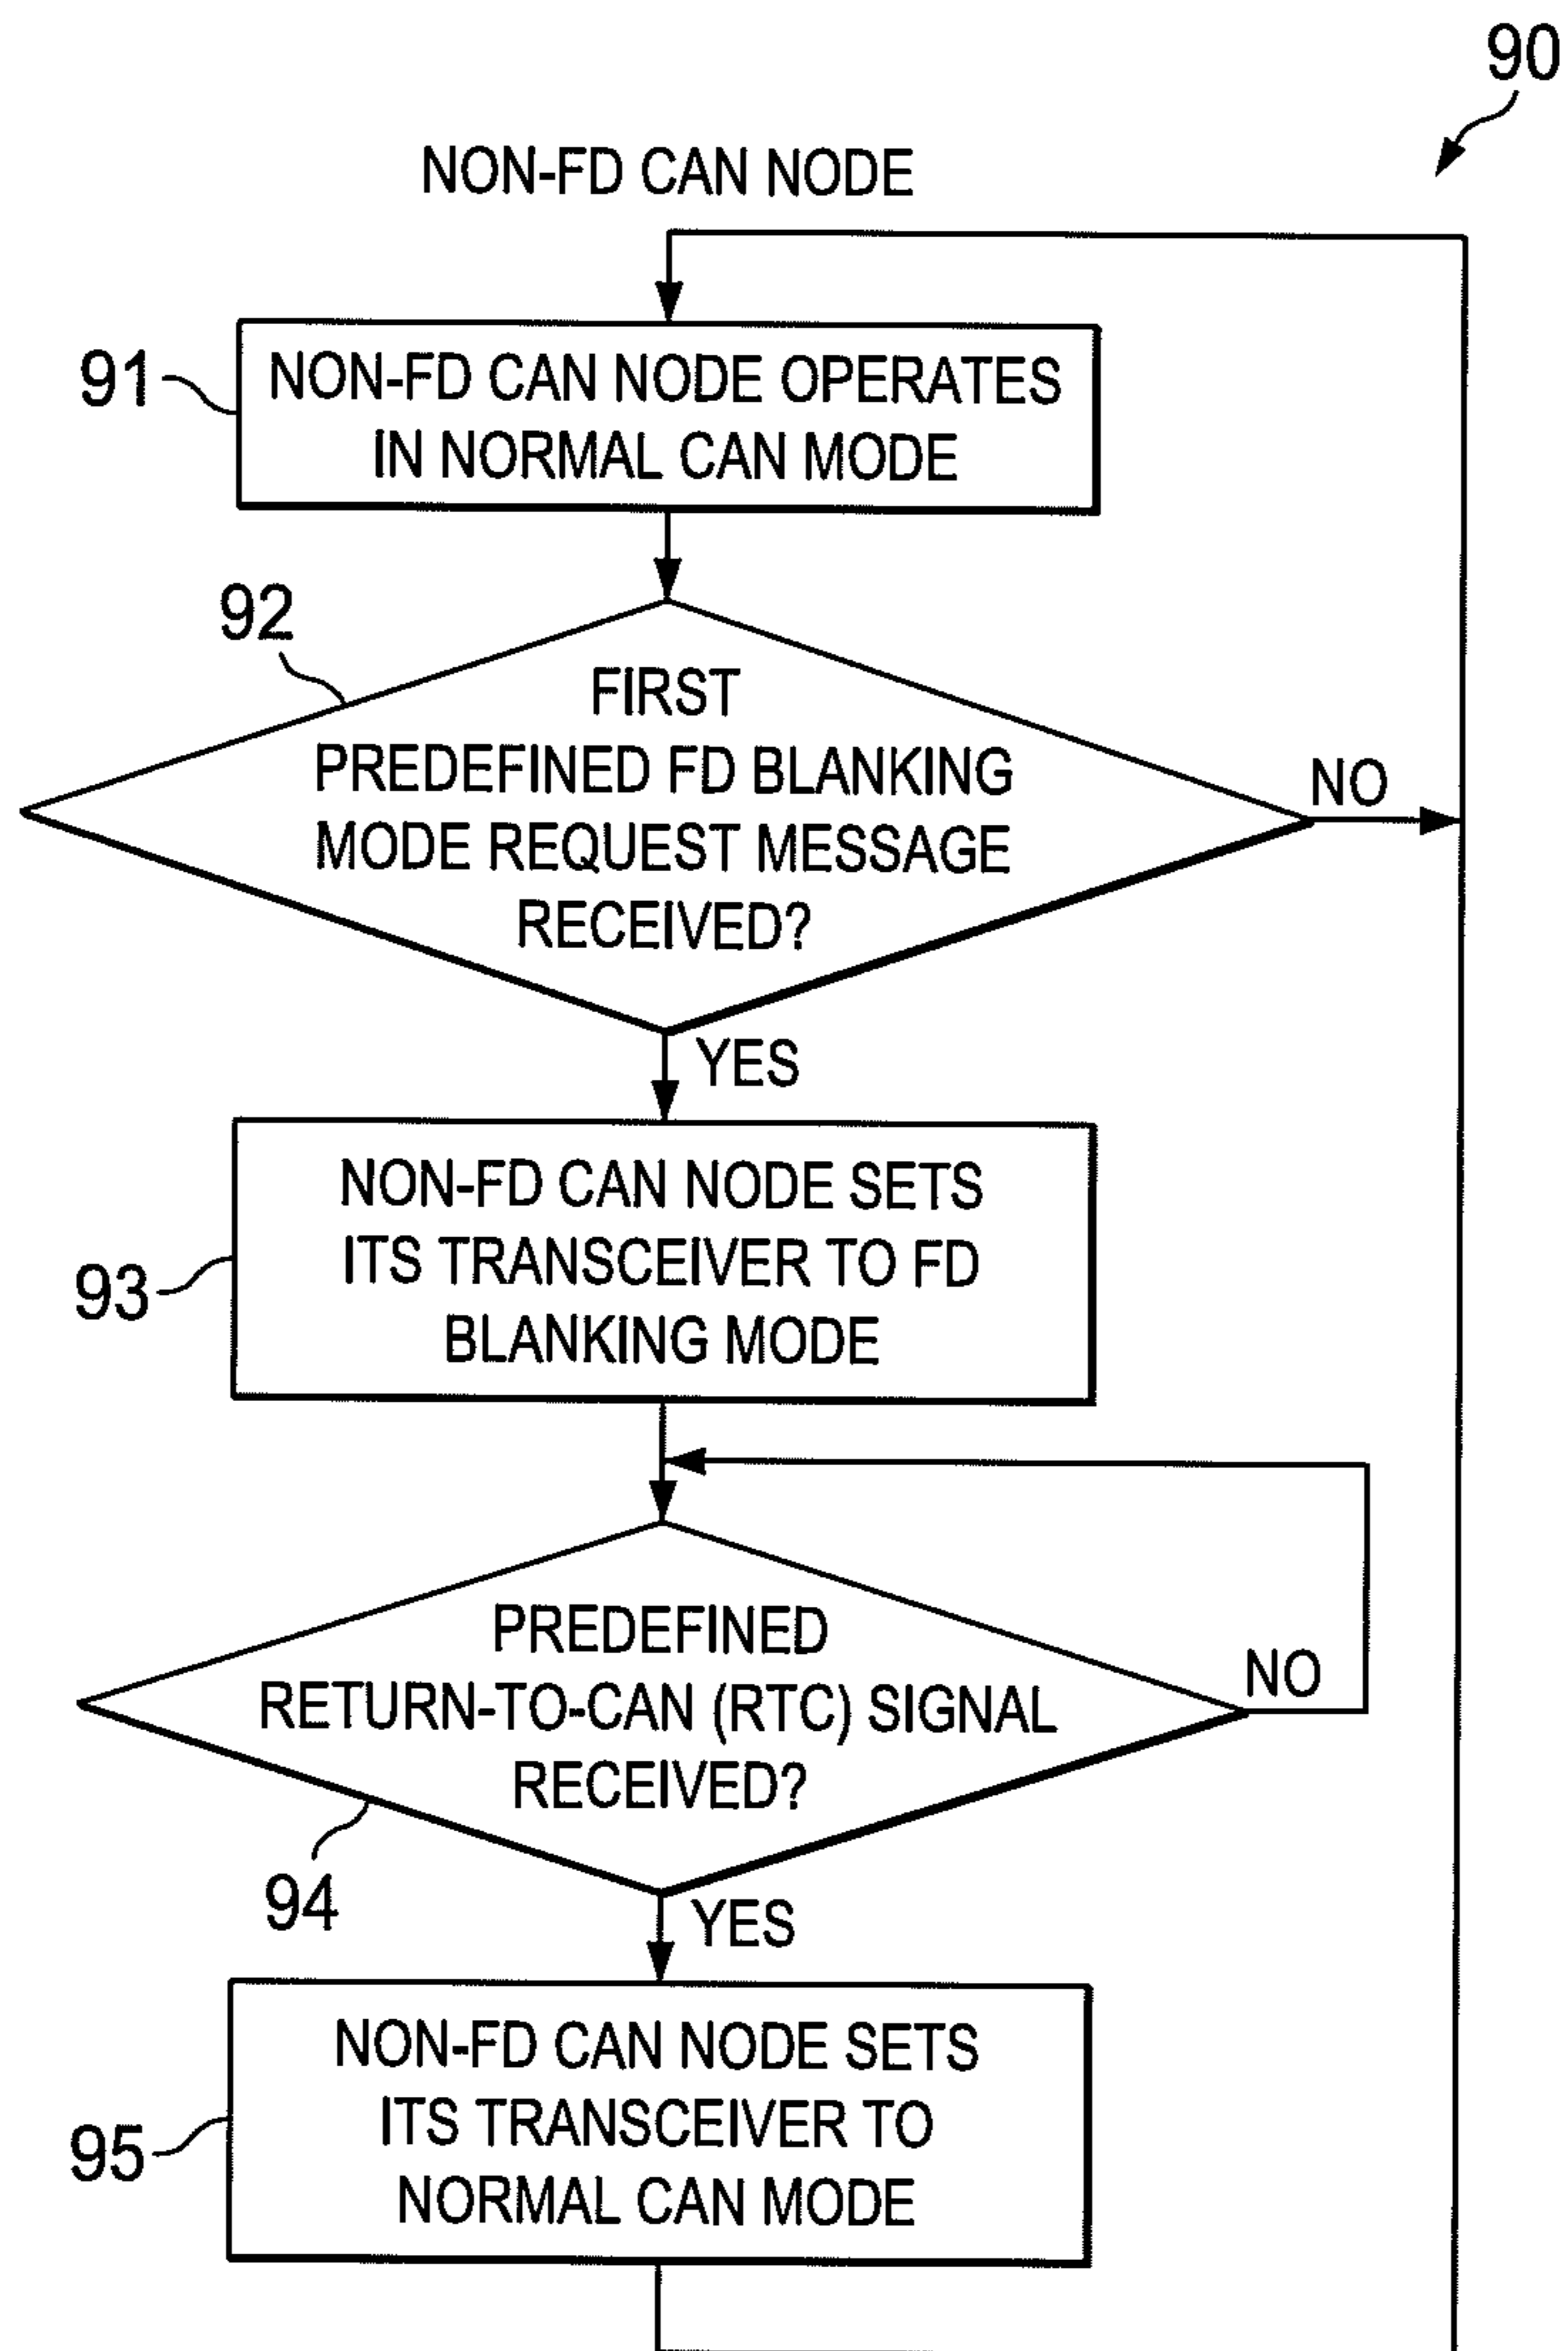 90
NON-FD CAN NODE
91
NON-FD CAN NODE OPERATES
IN NORMAL CAN MODE
92
FIRST
PREDEFINED FD BLANKING
MODE REQUEST MESSAGE
RECEIVED?
NO
YES
93
NON-FD CAN NODE SETS
ITS TRANSCEIVER TO FD
BLANKING MODE
PREDEFINED
RETURN-TO-CAN (RTC) SIGNAL
RECEIVED?
NO
94
YES
95
NON-FD CAN NODE SETS
ITS TRANSCEIVER TO
NORMAL CAN MODE